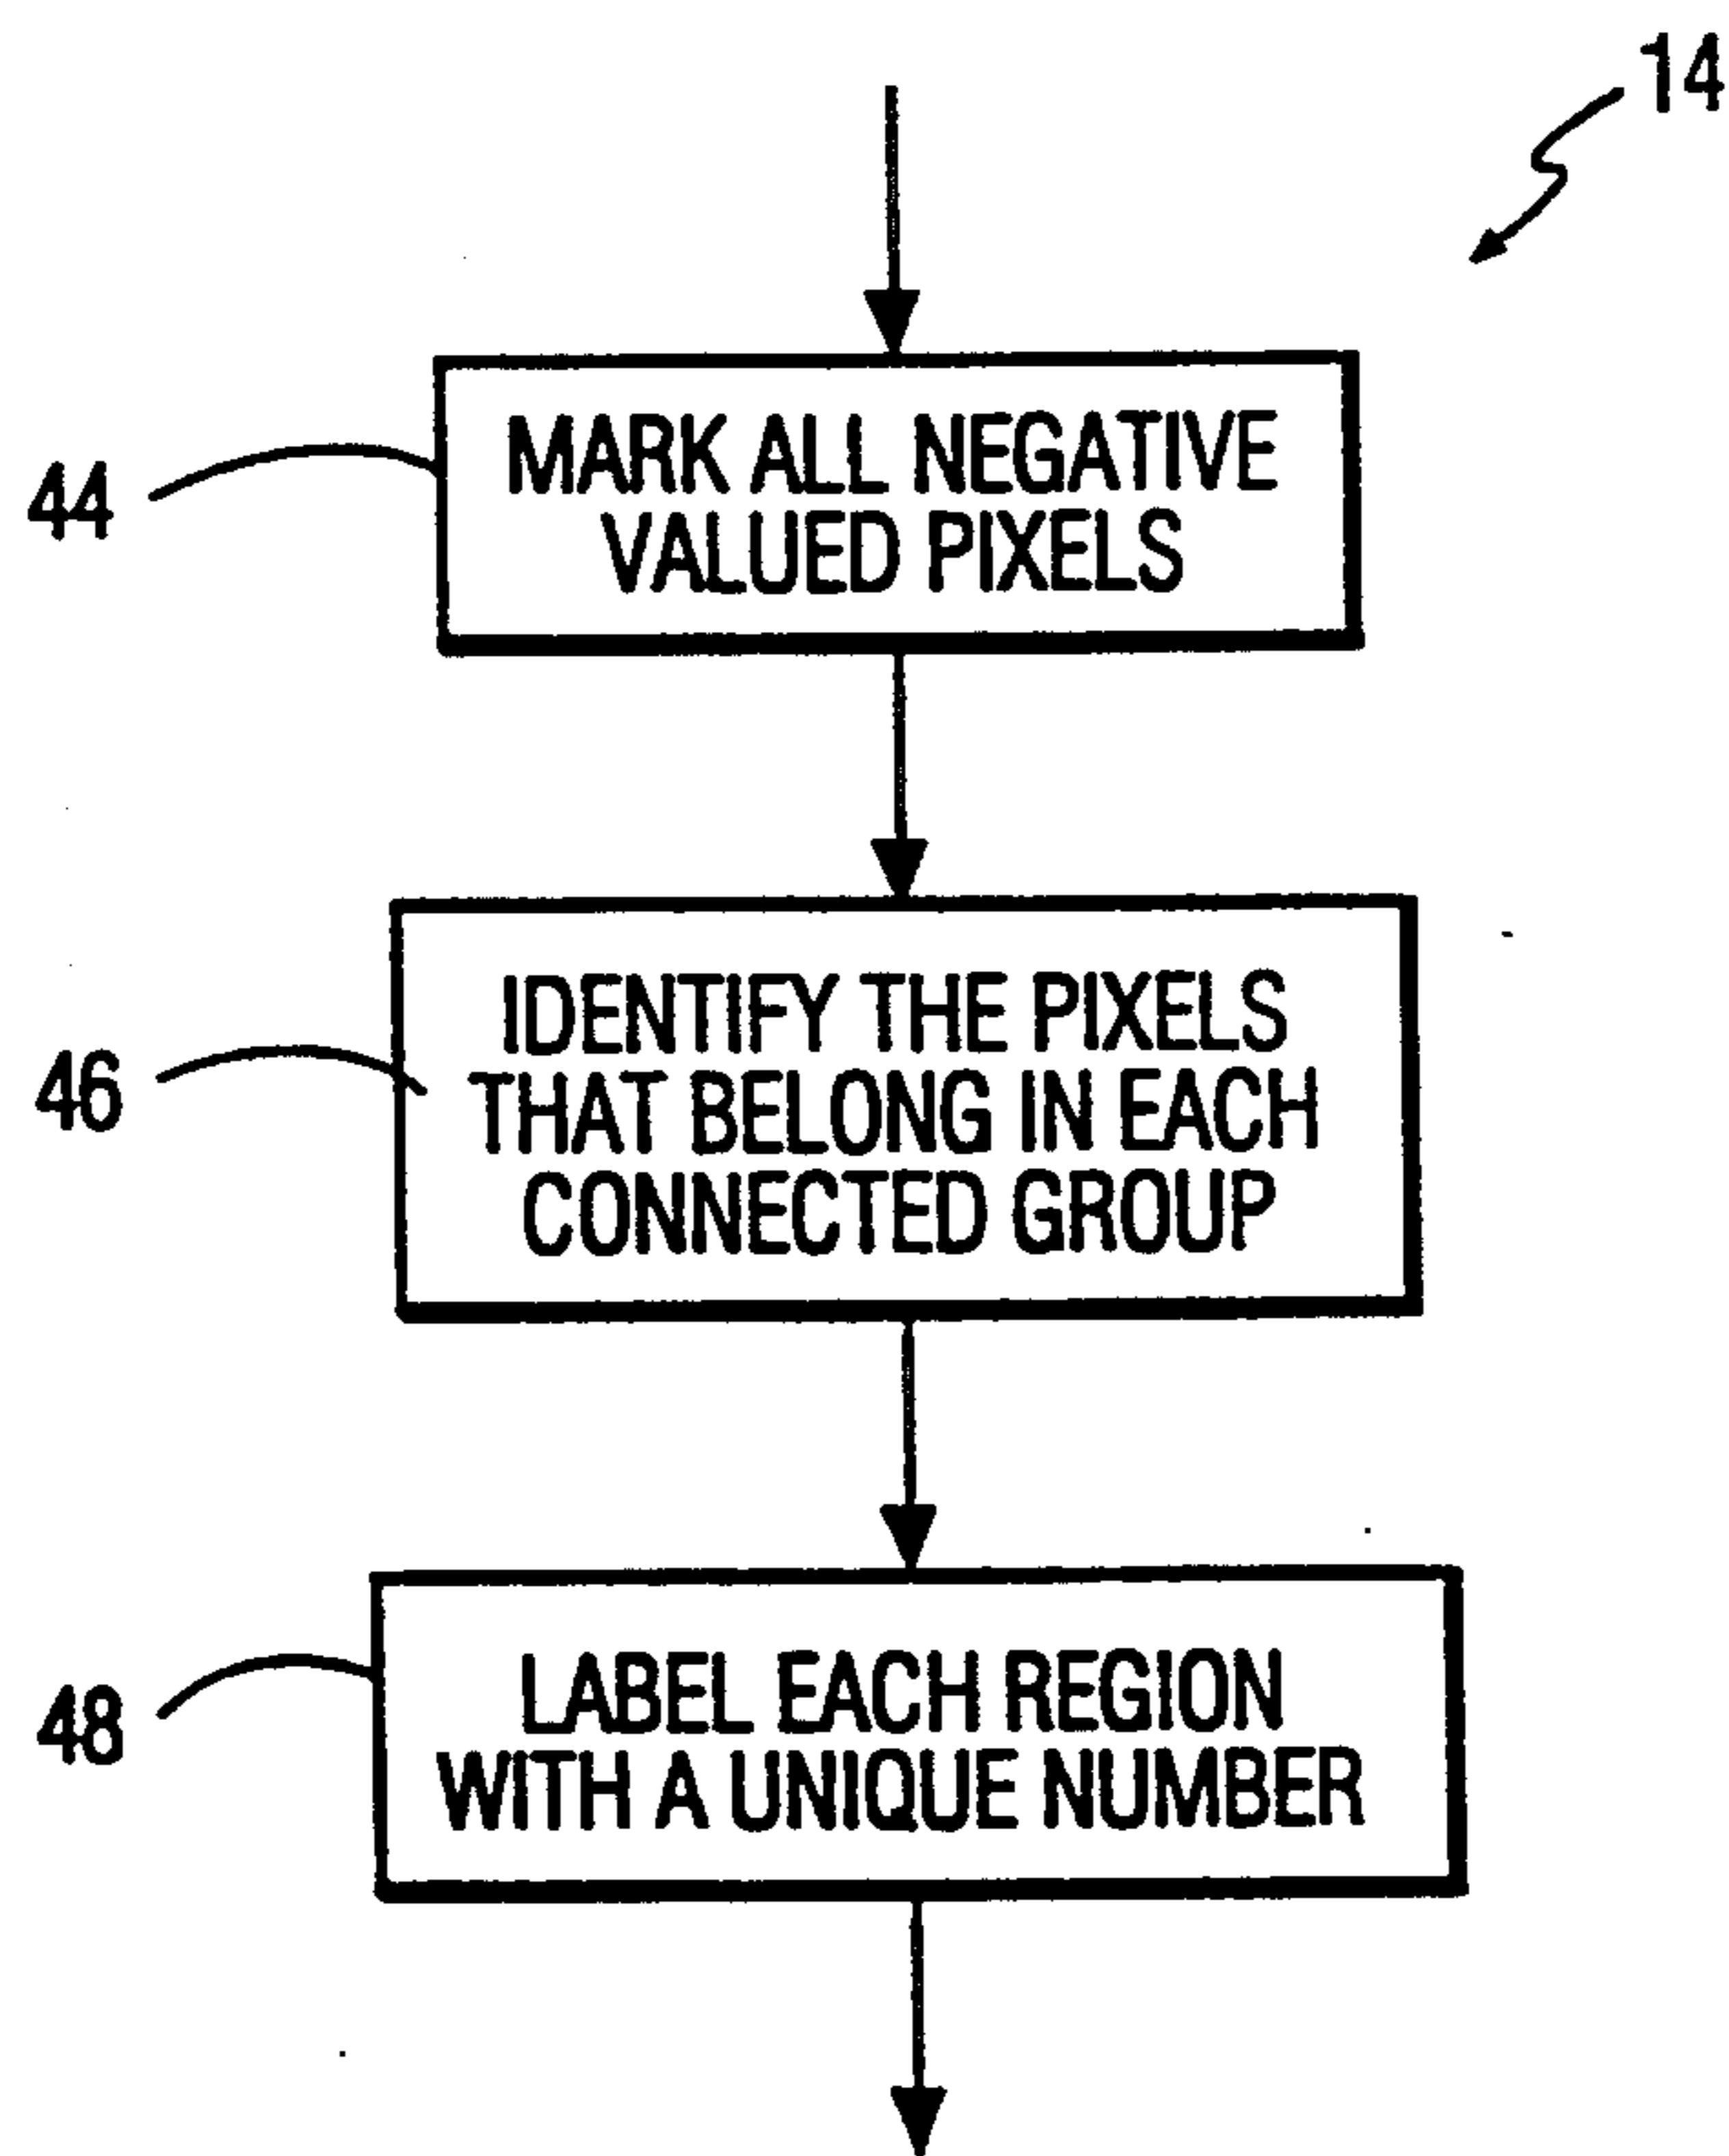 14
44
MARK ALL NEGATIVE
VALUED PIXELS
46
IDENTIFY THE PIXELS
THAT BELONG IN EACH
CONNECTED GROUP
48
LABEL EACH REGION
WITH A UNIQUE NUMBER